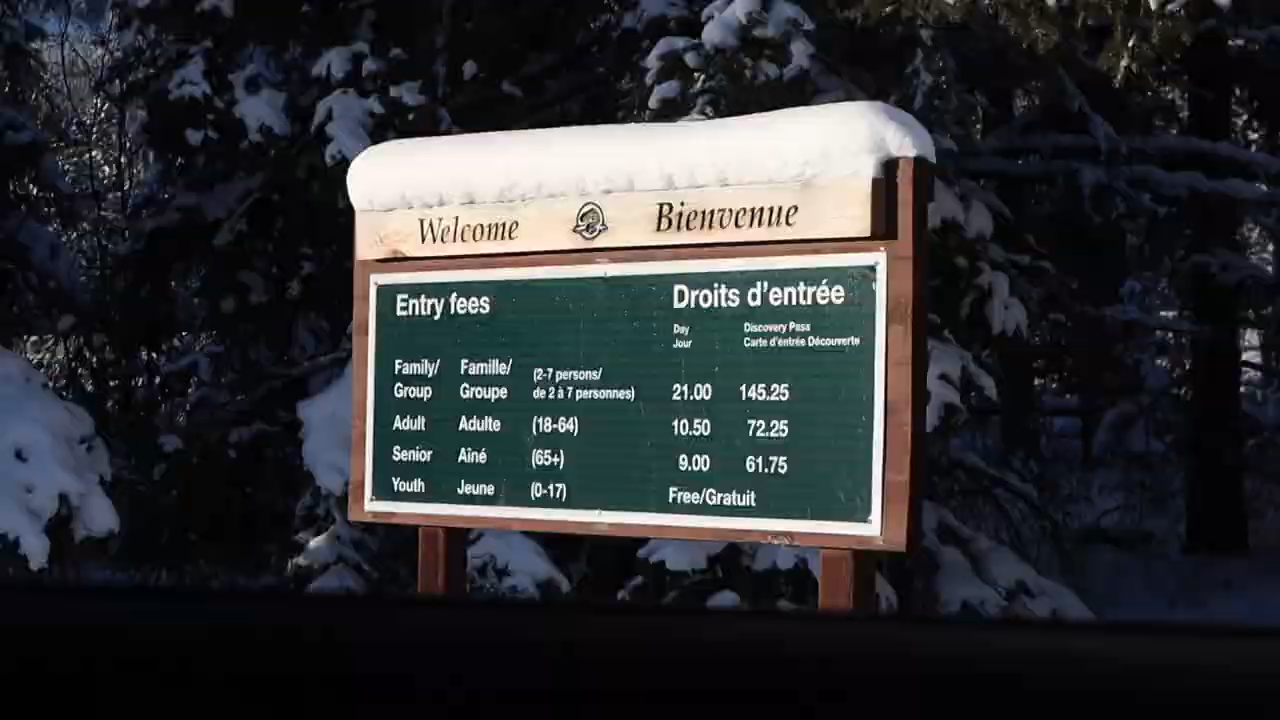 Welcome Bienvenue
Entry fees Droits d'entrée
Day Discovery Pass
Jour Carte d'entrée Découverte
Family/ Famille/ (2-7 persons/
Group Groupe de 2 à 7 personnes) 21.00 145.25
Adult Adulte (18-64) 10.50 72.25
Senior Aîné (65+) 9.00 61.75
Youth Jeune (0-17) Free/Gratuit